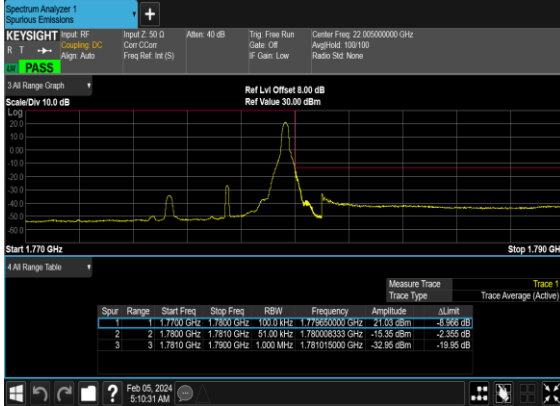 Spectrum Analyzer 1
Spurious Emissions
+
KEYSIGHT Input: RF Input Z: 50 Ω Atten: 40 dB Trig: Free Run Center Freq: 22.005000000 GHz
R T Coupling: DC Corr CCorr Gate: Off Avg|Hold: 100/100
Align: Auto Freq Ref: Int (S) IF Gain: Low Radio Std: None
LXI PASS
3 All Range Graph
Ref Lvl Offset 8.00 dB
Scale/Div 10.0 dB Ref Value 30.00 dBm
Log
20.0
10.0
0.00
-10.0
-20.0
-30.0
-40.0
-50.0
-60.0
Start 1.770 GHz Stop 1.790 GH
4 All Range Table
Measure Trace Trace 1
Trace Type Trace Average (Active)
Spur Range Start Freq Stop Freq RBW Frequency Amplitude ΔLimit
1 1 1.7700 GHz 1.7800 GHz 100.0 kHz 1.779650000 GHz 21.03 dBm -8.966 dB
2 2 1.7800 GHz 1.7810 GHz 51.00 kHz 1.780008333 GHz -15.35 dBm -2.355 dB
3 3 1.7810 GHz 1.7900 GHz 1.000 MHz 1.781015000 GHz -32.95 dBm -19.95 dB
? Feb 05, 2024
5:10:31 AM